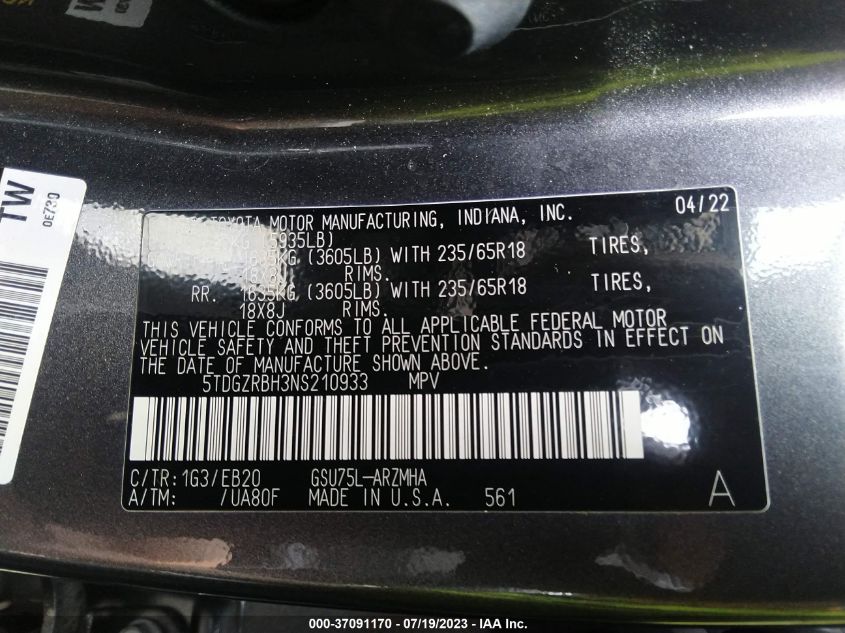 TW
0E730
TOYOTA MOTOR MANUFACTURING, INDIANA, INC. 04/22
(5935LB)
1635KG (3605LB) WITH 235/65R18 TIRES,
RIMS.
RR. 1635KG (3605LB) WITH 235/65R18 TIRES,
18X8J RIMS.
THIS VEHICLE CONFORMS TO ALL APPLICABLE FEDERAL MOTOR
VEHICLE SAFETY AND THEFT PREVENTION STANDARDS IN EFFECT ON
THE DATE OF MANUFACTURE SHOWN ABOVE.
5TDGZRBH3NS210933 MPV
C/TR: 1G3/EB20 GSU75L-ARZMHA
A/TM: /UA80F MADE IN U.S.A. 561 A
000-37091170 - 07/19/2023 - IAA Inc.